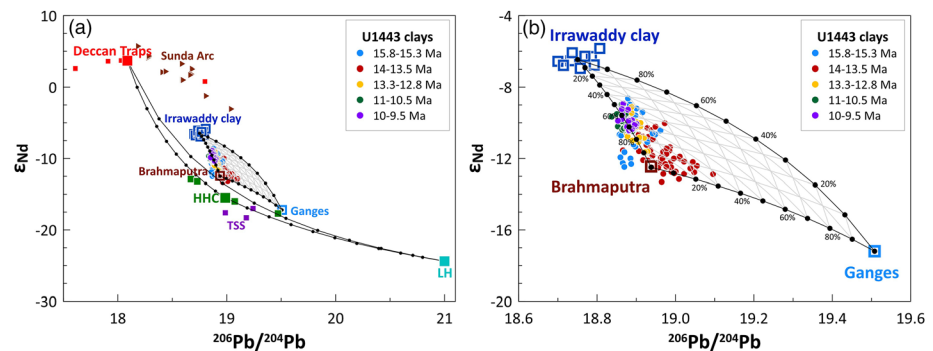 (a)
Deccan Traps
Sunda Arc
U1443 clays
15.8-15.3 Ma
14-13.5 Ma
13.3-12.8 Ma
11-10.5 Ma
10-9.5 Ma
Irrawaddy clay
Brahmaputra
HHC
TSS
Ganges
LH
10
0
-10
-20
-30
εNd
18
19
20
21
²⁰⁶Pb/²⁰⁴Pb
(b)
Irrawaddy clay
U1443 clays
15.8-15.3 Ma
14-13.5 Ma
13.3-12.8 Ma
11-10.5 Ma
10-9.5 Ma
20%
40%
60%
80%
80%
60%
40%
20%
20%
40%
60%
80%
Brahmaputra
Ganges
-4
-8
-12
-16
-20
εNd
18.6
18.8
19.0
19.2
19.4
19.6
²⁰⁶Pb/²⁰⁴Pb